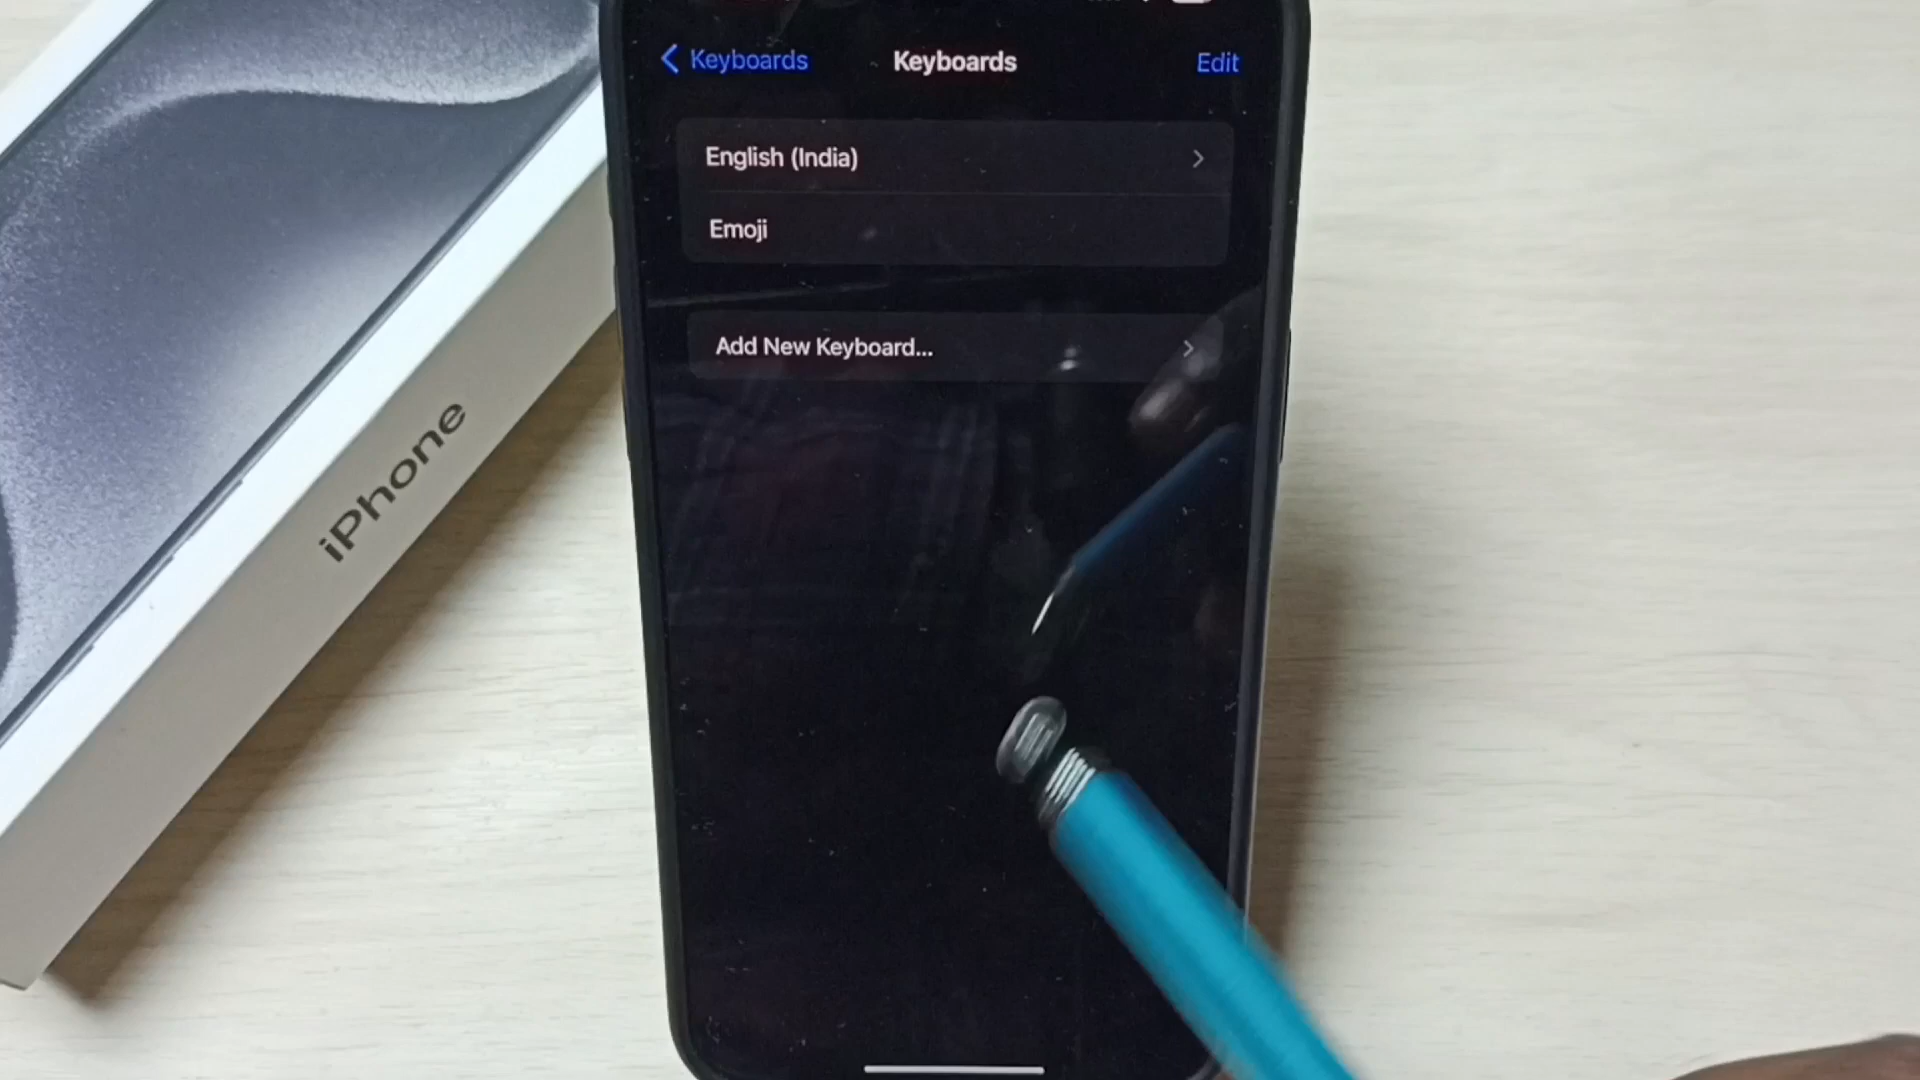 Keyboards
Keyboards
Edit
English (India)
Emoji
Add New Keyboard...
iPhone